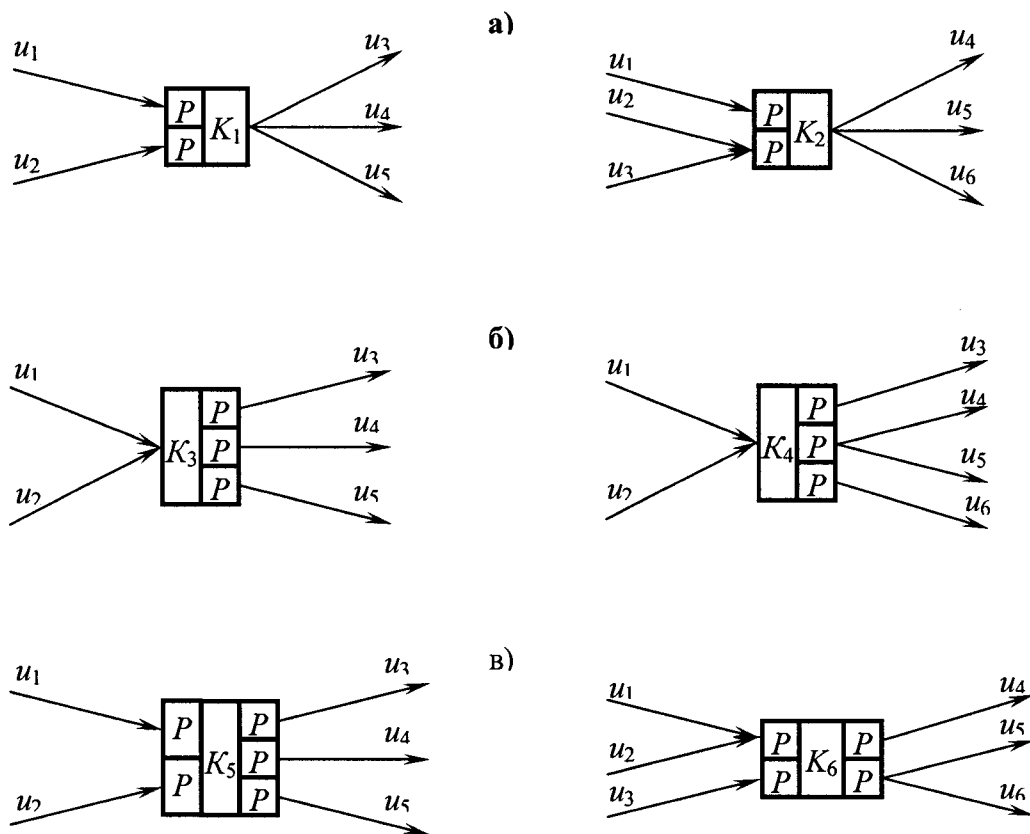 а)
u1 u3
P K1 u4
P
u2 u5
u1 u4
u2 P K2 u5
P
u3 u6
б)
u1 u3
P
K3 P u4
P
u2 u5
u1 u3
P u4
K4 P
P u5
u2 u6
в)
u1 u3
P P
K5 P u4
P P
u2 u5
u1 u4
P K6 P u5
u2
P P
u3 u6